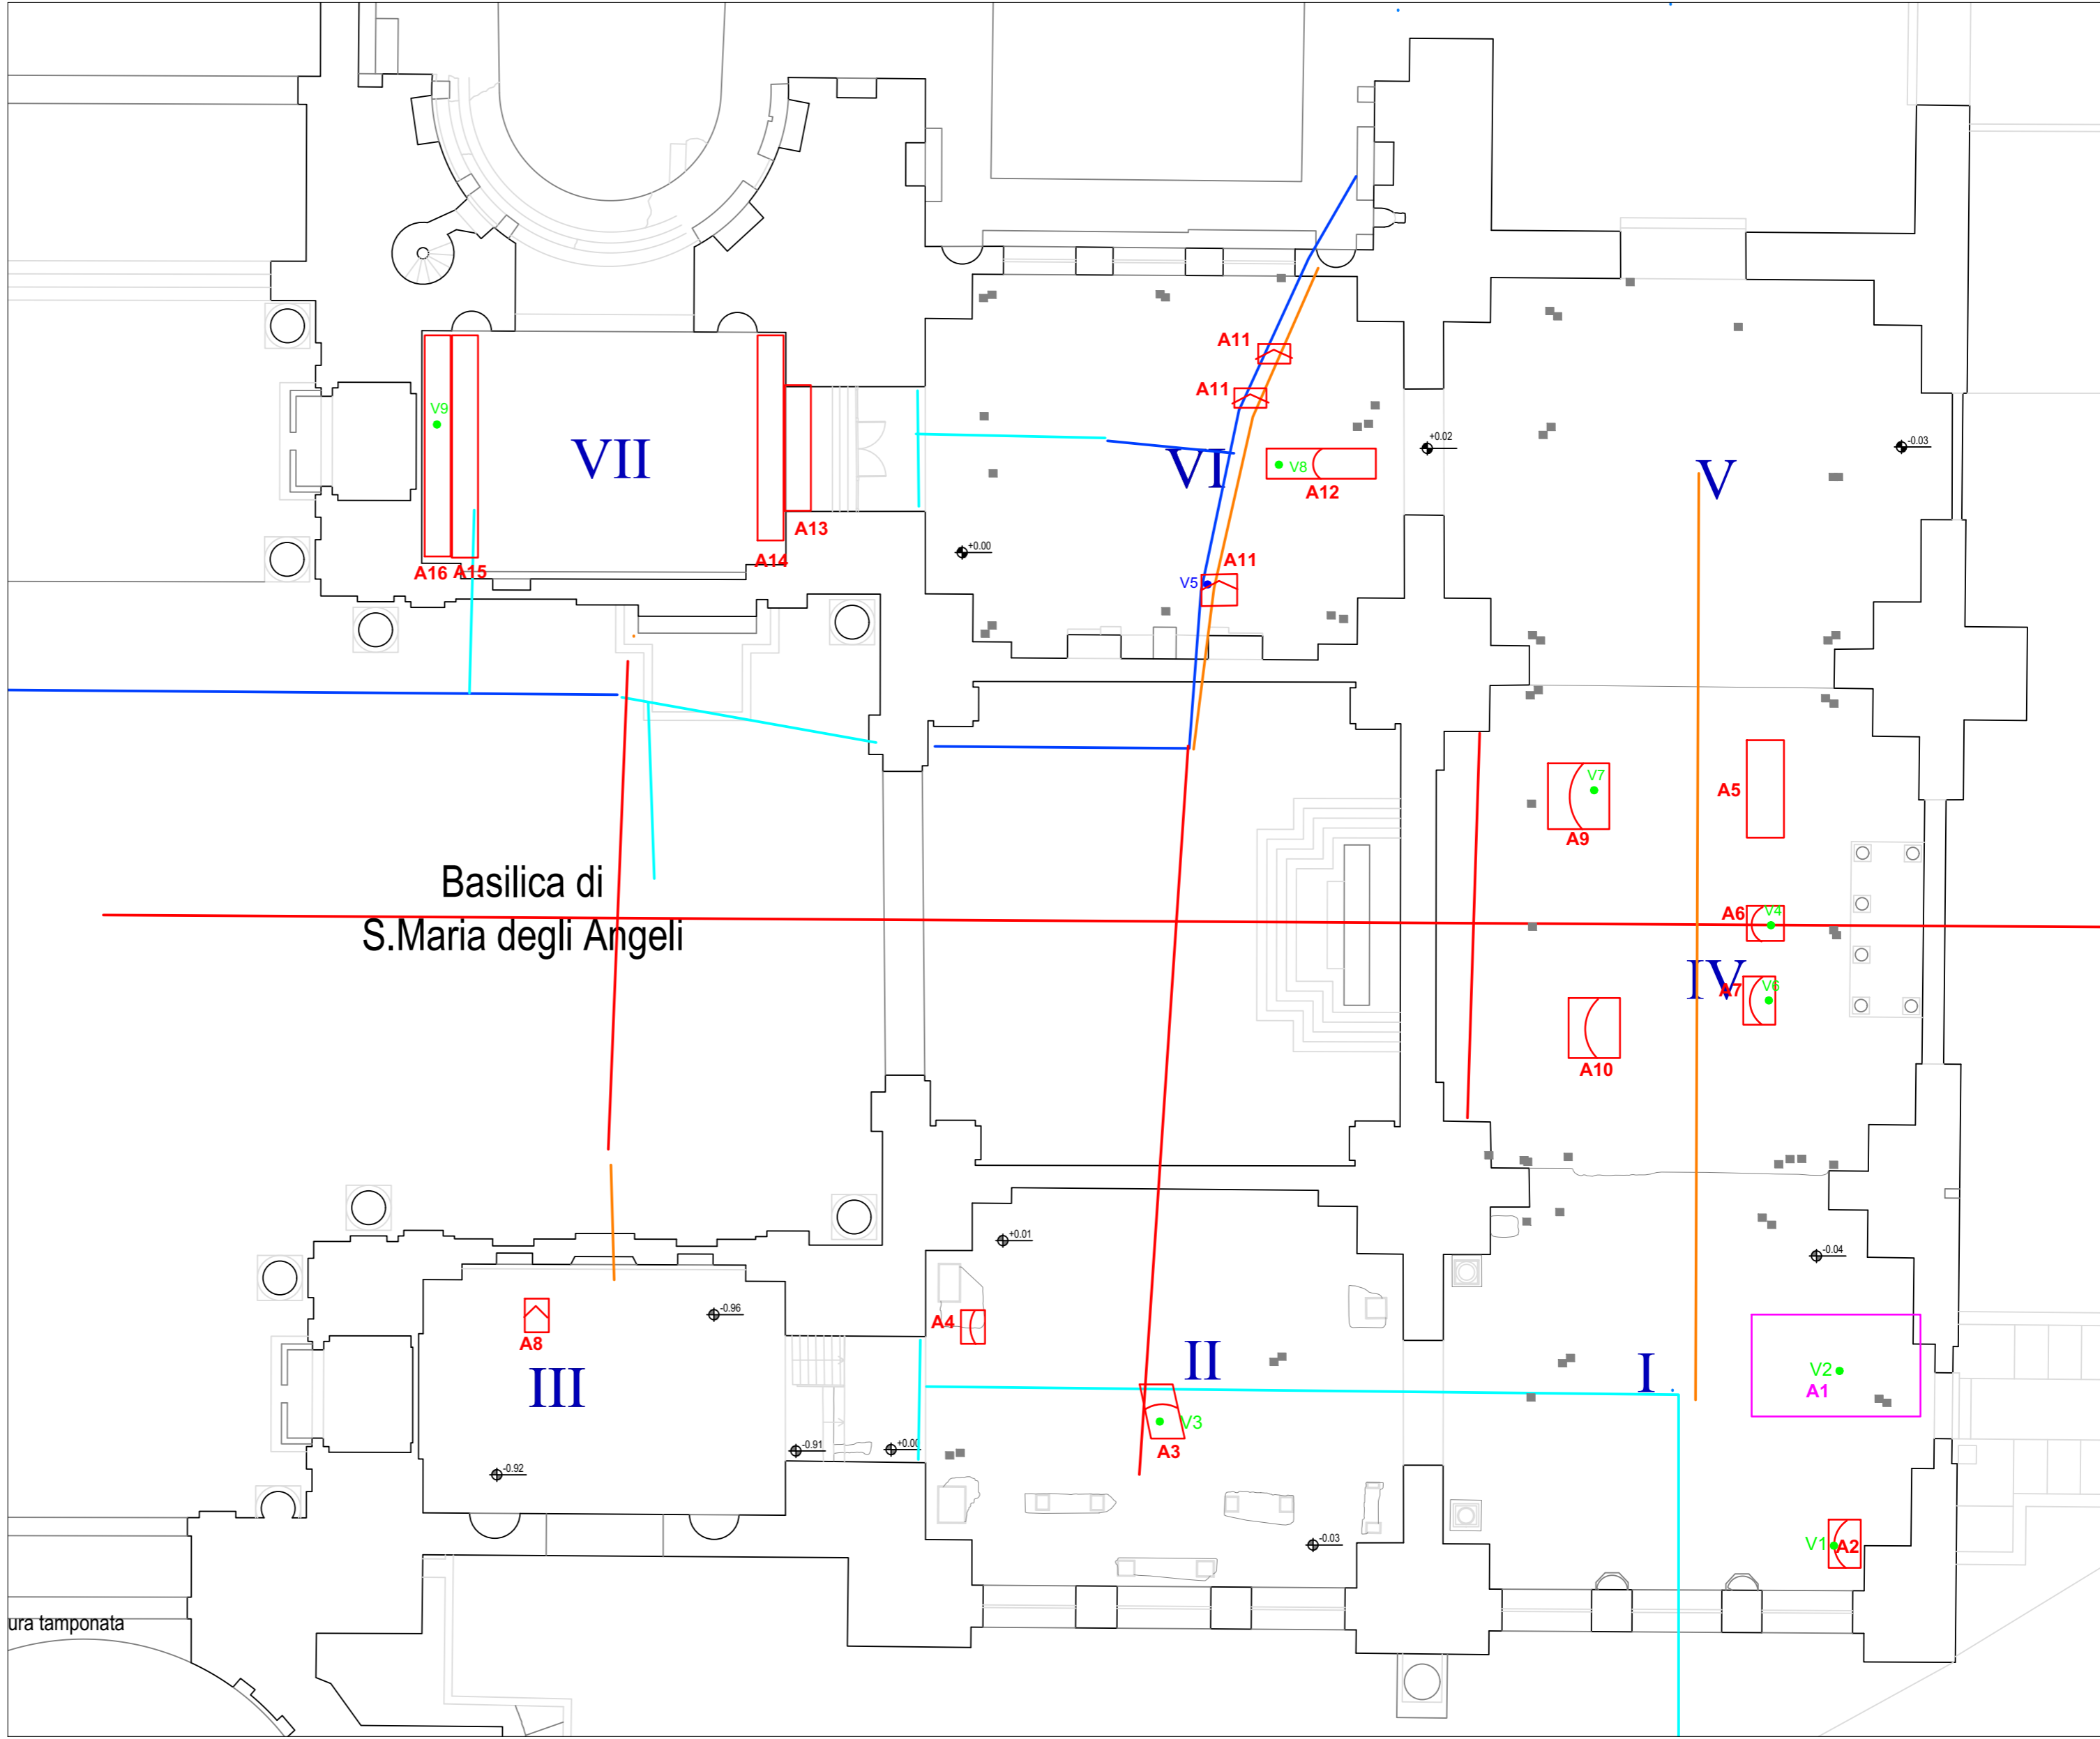 A11
A11
V9
+0.02
-0.03
VII
VI
V
V8
A12
A13
+0.00
A14
A11
A16
A15
V5
V7
A5
A9
Basilica di
S.Maria degli Angeli
A6
V4
IV
A7
V6
A10
+0.01
-0.04
-0.96
A4
A8
II
I
III
V2
A1
V3
-0.91
+0.00
A3
-0.92
-0.03
V1
A2
ura tamponata